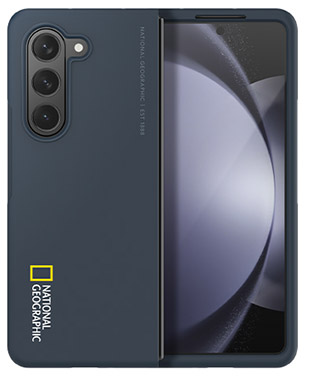 NATIONAL GEOGRAPHIC | EST 1888
NATIONAL
GEOGRAPHIC